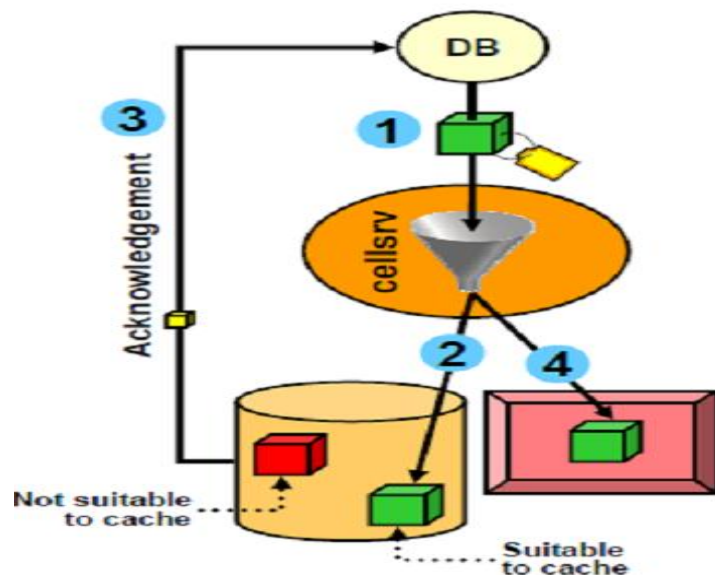 DB
1
3
Acknowledgement
cellsrv
2
4
Not suitable
to cache
Suitable
to cache